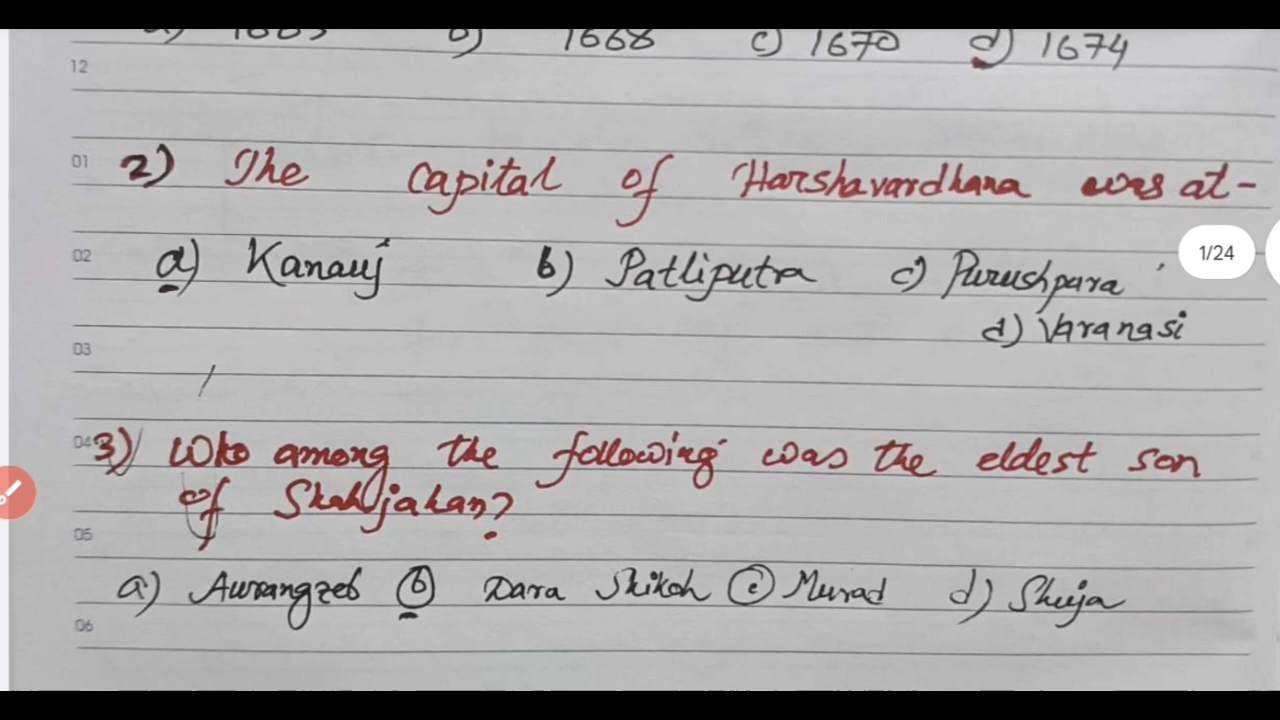 b) 1668 c) 1670 d) 1674
12
01 2) The capital of Harshavardhana was at-
1/24
02 a) Kanauj b) Patliputra c) Purushpara
d) Varanasi
03
04 3) Who among the following was the eldest son
of Shahjahan?
05
a) Aurangzeb (b) Dara Shikoh (c) Murad d) Shuja
06